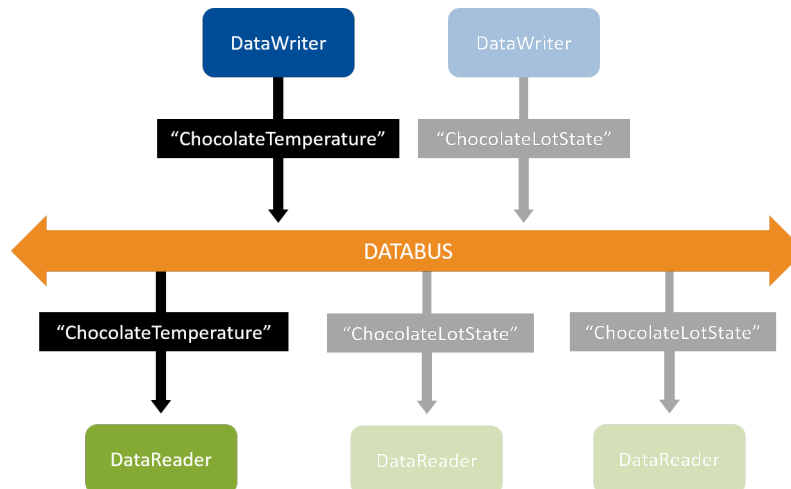 DataWriter
DataWriter
“ChocolateTemperature”
“ChocolateLotState”
DATABUS
“ChocolateTemperature”
“ChocolateLotState”
“ChocolateLotState”
DataReader
DataReader
DataReader